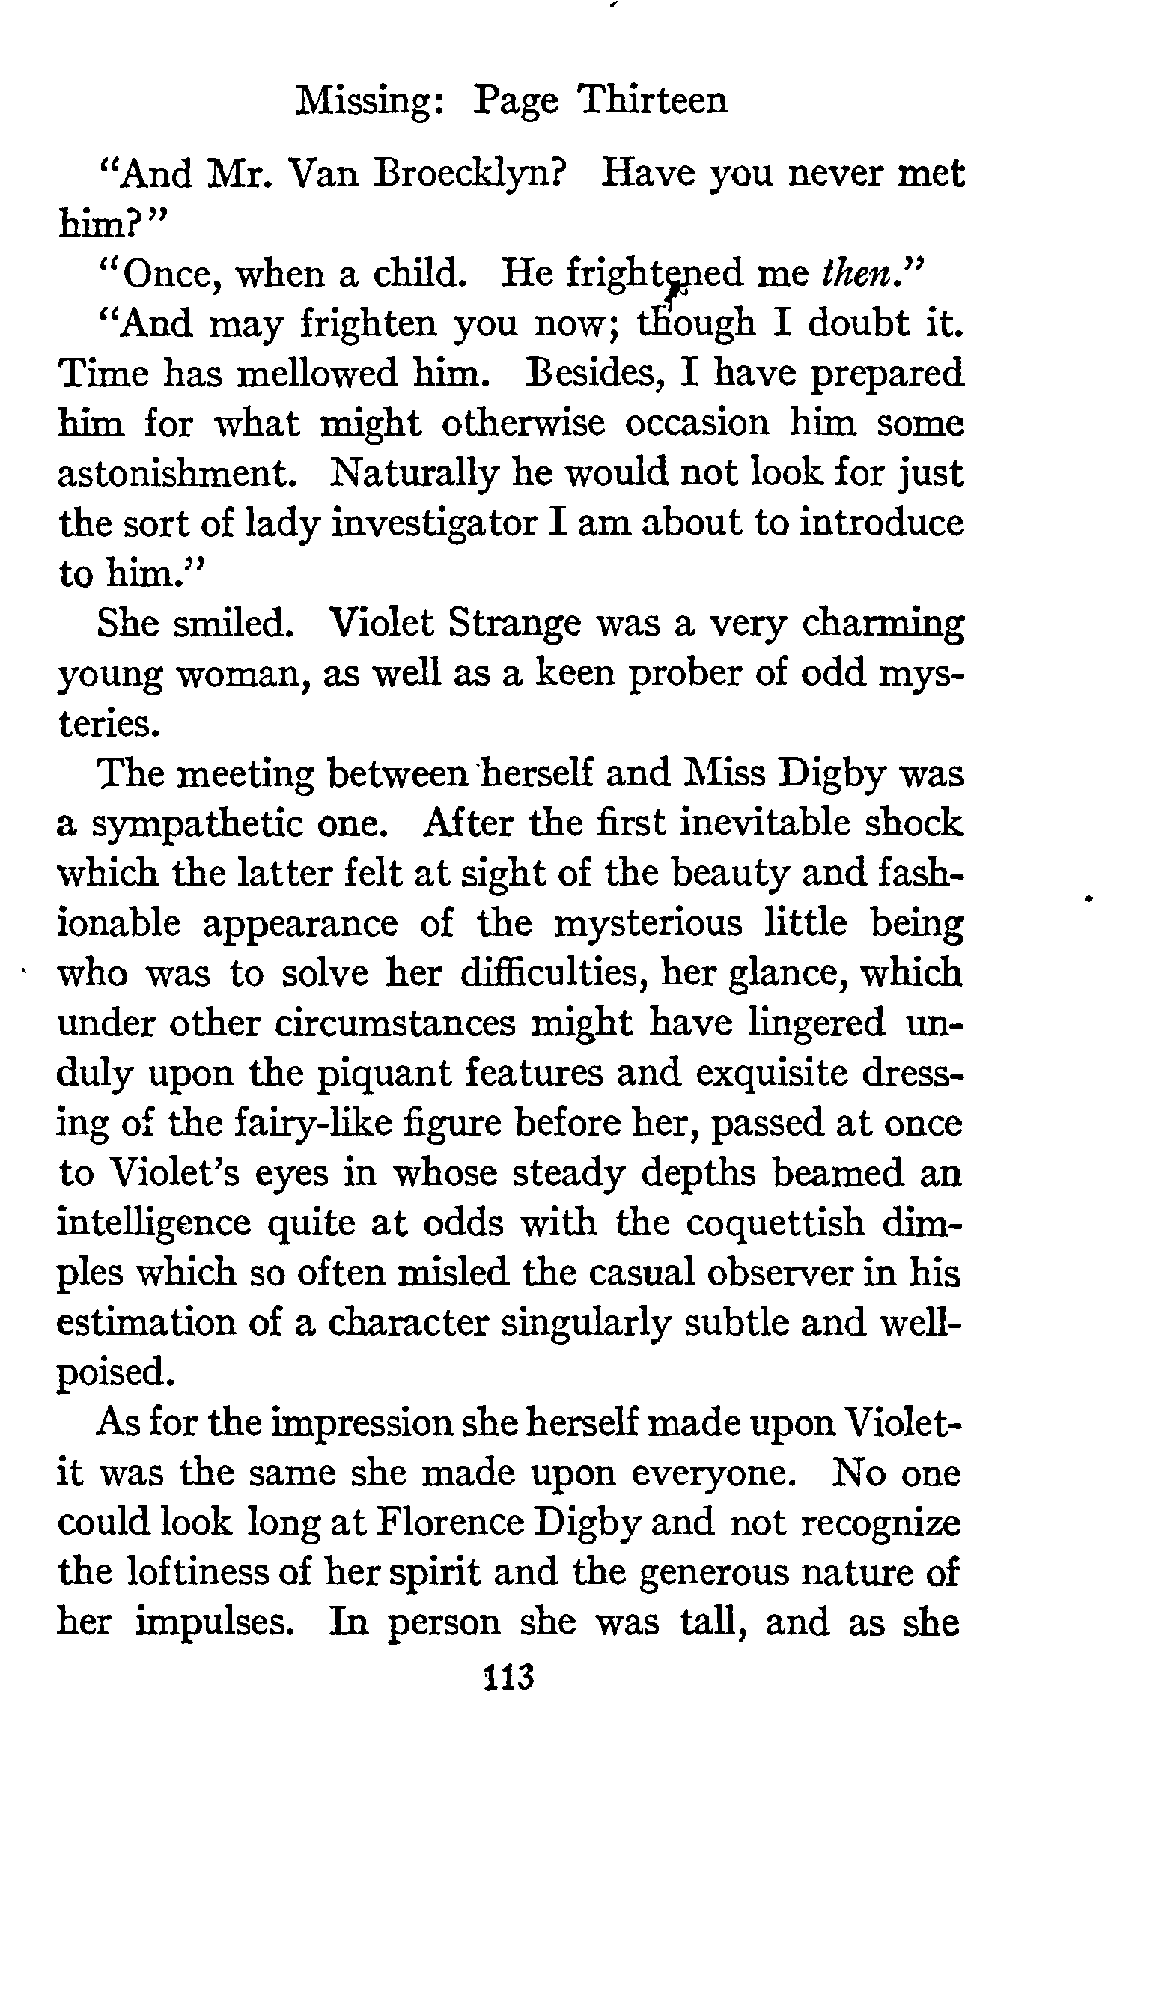 Missing: Page Thirteen
"And Mr. Van Broecklyn? Have you never met
him?"
"Once, when a child. He frightened me then."
"And may frighten you now; though I doubt it.
Time has mellowed him. Besides, I have prepared
him for what might otherwise occasion him some
astonishment. Naturally he would not look for just
the sort of lady investigator I am about to introduce
to him."
She smiled. Violet Strange was a very charming
young woman, as well as a keen prober of odd mys-
teries.
The meeting between herself and Miss Digby was
a sympathetic one. After the first inevitable shock
which the latter felt at sight of the beauty and fash-
ionable appearance of the mysterious little being
who was to solve her difficulties, her glance, which
under other circumstances might have lingered un-
duly upon the piquant features and exquisite dress-
ing of the fairy-like figure before her, passed at once
to Violet's eyes in whose steady depths beamed an
intelligence quite at odds with the coquettish dim-
ples which so often misled the casual observer in his
estimation of a character singularly subtle and well-
poised.
As for the impression she herself made upon Violet-
it was the same she made upon everyone. No one
could look long at Florence Digby and not recognize
the loftiness of her spirit and the generous nature of
her impulses. In person she was tall, and as she
113